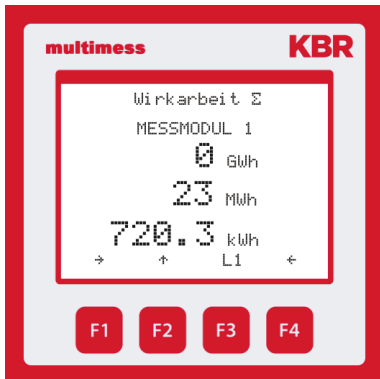 multimess KBR
Wirkarbeit Σ
MESSMODUL 1
0 GWh
23 MWh
720.3 kWh
→ ↑ L1 ←
F1 F2 F3 F4